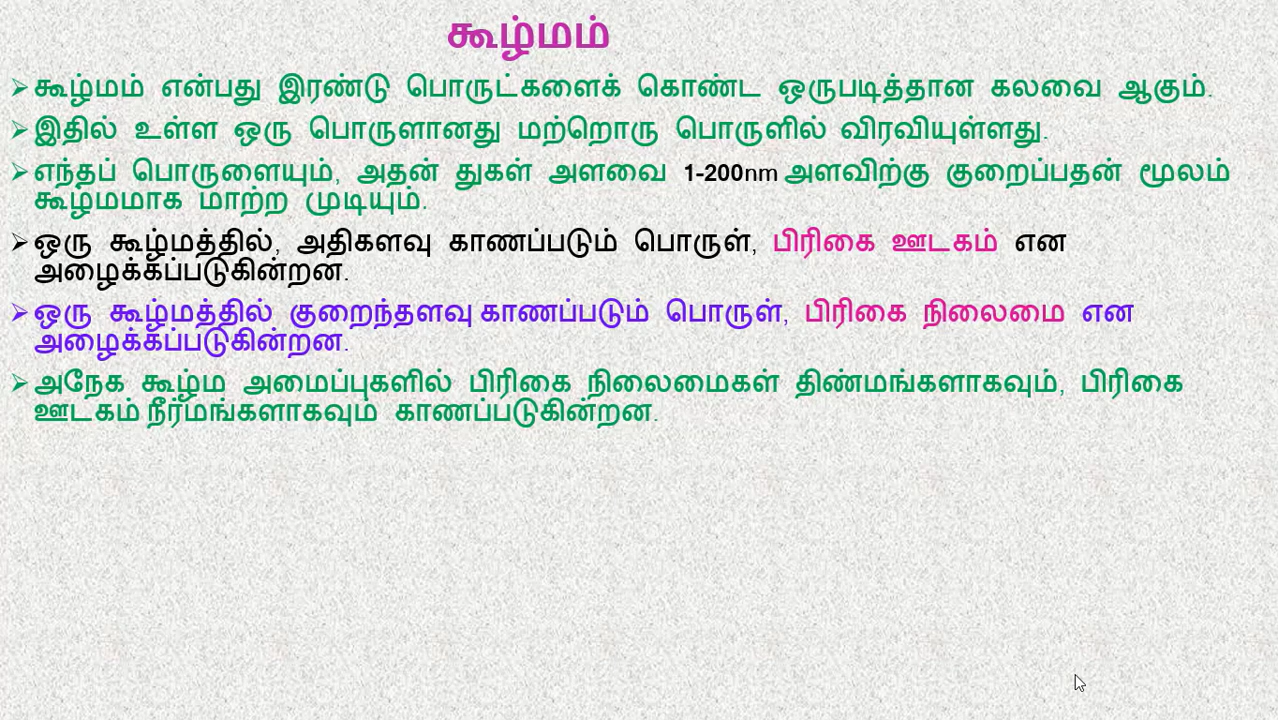 கூழ்மம்
➢கூழ்மம் என்பது இரண்டு பொருட்களைக் கொண்ட ஒருபடித்தான கலவை ஆகும்.
➢இதில் உள்ள ஒரு பொருளானது மற்றொரு பொருளில் விரவியுள்ளது.
➢எந்தப் பொருளையும், அதன் துகள் அளவை 1-200nm அளவிற்கு குறைப்பதன் மூலம்
கூழ்மமாக மாற்ற முடியும்.
➢ஒரு கூழ்மத்தில், அதிகளவு காணப்படும் பொருள், பிரிகை ஊடகம் என
அழைக்கப்படுகின்றன.
➢ஒரு கூழ்மத்தில் குறைந்தளவு காணப்படும் பொருள், பிரிகை நிலைமை என
அழைக்கப்படுகின்றன.
➢அநேக கூழ்ம அமைப்புகளில் பிரிகை நிலைமைகள் திண்மங்களாகவும், பிரிகை
ஊடகம் நீர்மங்களாகவும் காணப்படுகின்றன.